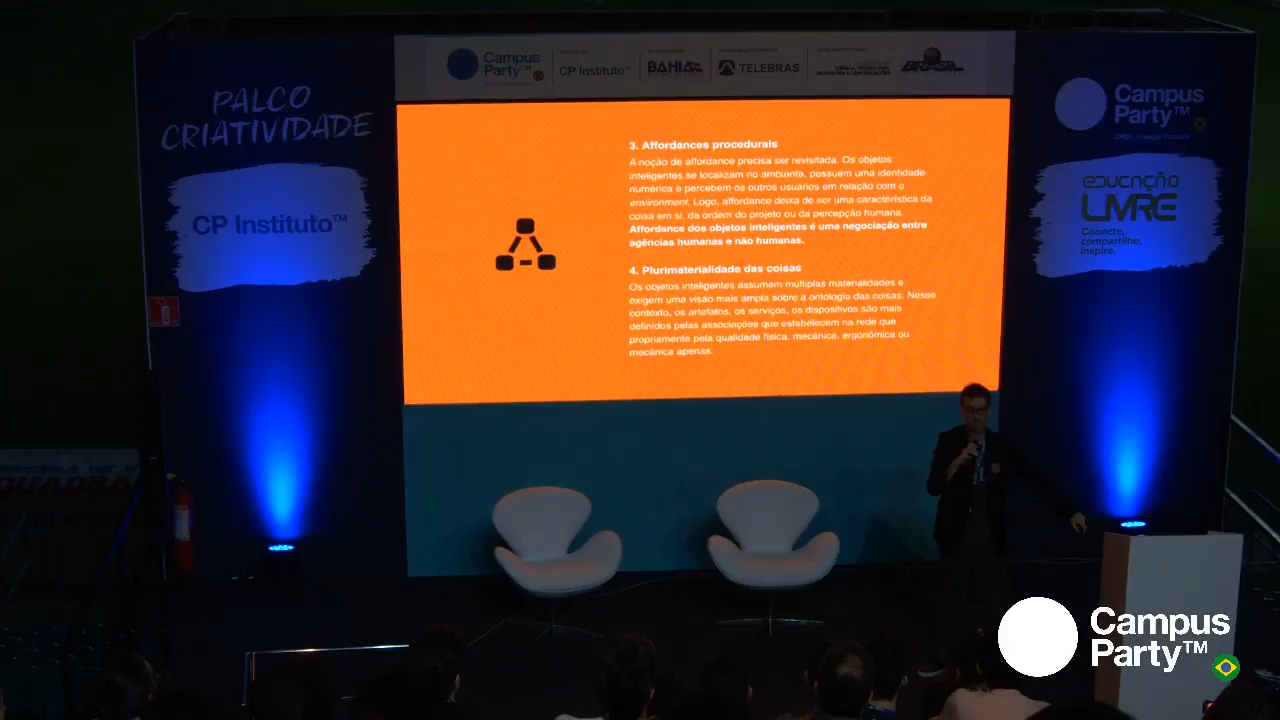 PALCO
CRIATIVIDADE
CP Instituto™
Campus
Party™
CP Instituto™
BAHIA
TELEBRAS
CIÊNCIA, TECNOLOGIA,
INOVAÇÕES E COMUNICAÇÕES
BRASIL
3. Affordances procedurais
A noção de affordance precisa ser revisitada. Os objetos
inteligentes se localizam no ambiente, possuem uma identidade
numérica e percebem os outros usuários em relação com o
environment. Logo, affordance deixa de ser uma característica da
coisa em si, da ordem do projeto ou da percepção humana.
Affordance dos objetos inteligentes é uma negociação entre
agências humanas e não humanas.
4. Plurimaterialidade das coisas
Os objetos inteligentes assumem multiplas materialidades e
exigem uma visão mais ampla sobre a ontologia das coisas. Nesse
contexto, os artefatos, os serviços, os dispositivos são mais
definidos pelas associações que estabelecem na rede que
propriamente pela qualidade física, mecânica, ergonômica ou
mecânica apenas.
Campus
Party™
EDUCAÇÃO
LIVRE
Conecte,
compartilhe,
inspire.
QUADRA
Campus
Party™